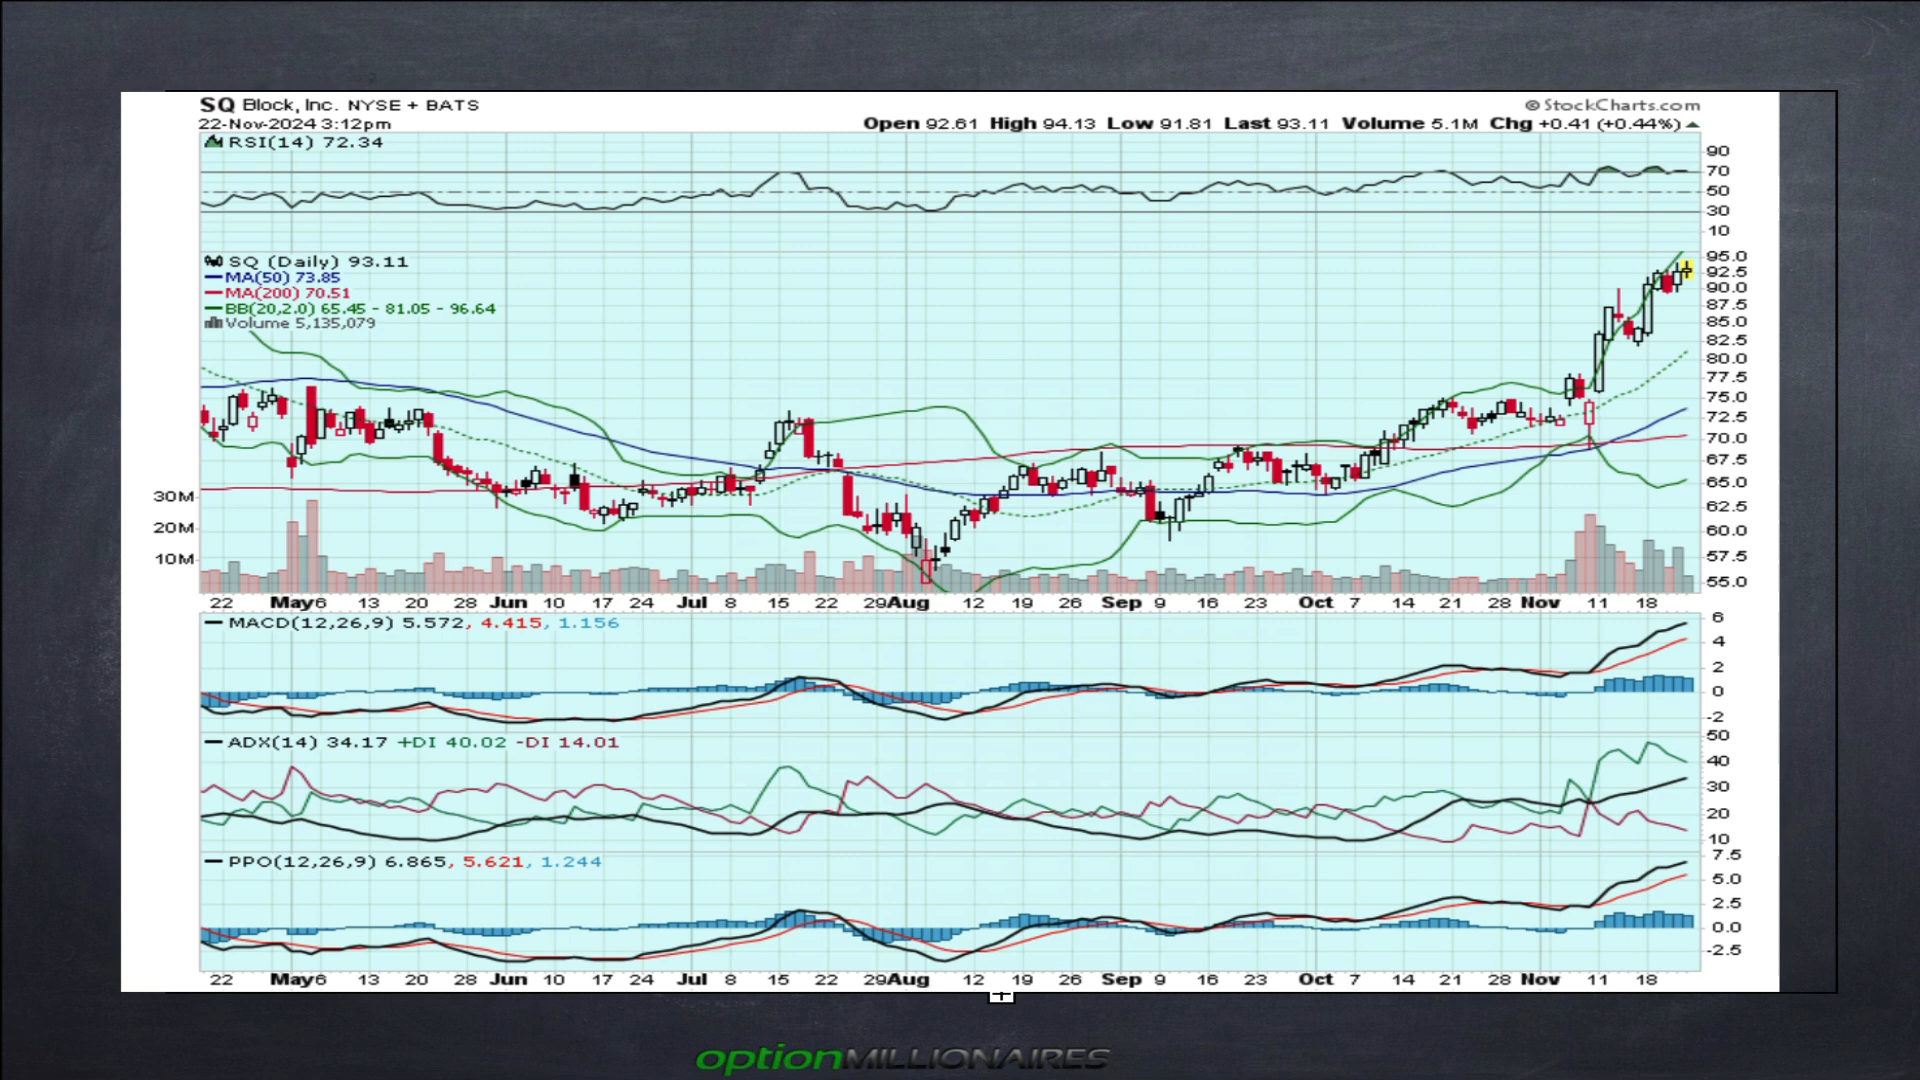 SQ Block, Inc. NYSE + BATS
© StockCharts.com
22-Nov-2024 3:12pm
Open 92.61 High 94.13 Low 91.81 Last 93.11 Volume 5.1M Chg +0.41 (+0.44%)
RSI(14) 72.34
90
70
50
30
10
SQ (Daily) 93.11
MA(50) 73.85
MA(200) 70.51
BB(20,2.0) 65.45 - 81.05 - 96.64
Volume 5,135,079
95.0
92.5
90.0
87.5
85.0
82.5
80.0
77.5
75.0
72.5
70.0
67.5
65.0
62.5
60.0
57.5
55.0
30M
20M
10M
22 May 6 13 20 28 Jun 10 17 24 Jul 8 15 22 29 Aug 12 19 26 Sep 9 16 23 Oct 7 14 21 28 Nov 11 18
MACD(12,26,9) 5.572, 4.415, 1.156
6
4
2
0
-2
ADX(14) 34.17 +DI 40.02 -DI 14.01
50
40
30
20
10
PPO(12,26,9) 6.865, 5.621, 1.244
7.5
5.0
2.5
0.0
-2.5
22 May 6 13 20 28 Jun 10 17 24 Jul 8 15 22 29 Aug 12 19 26 Sep 9 16 23 Oct 7 14 21 28 Nov 11 18
optionMILLIONAIRES